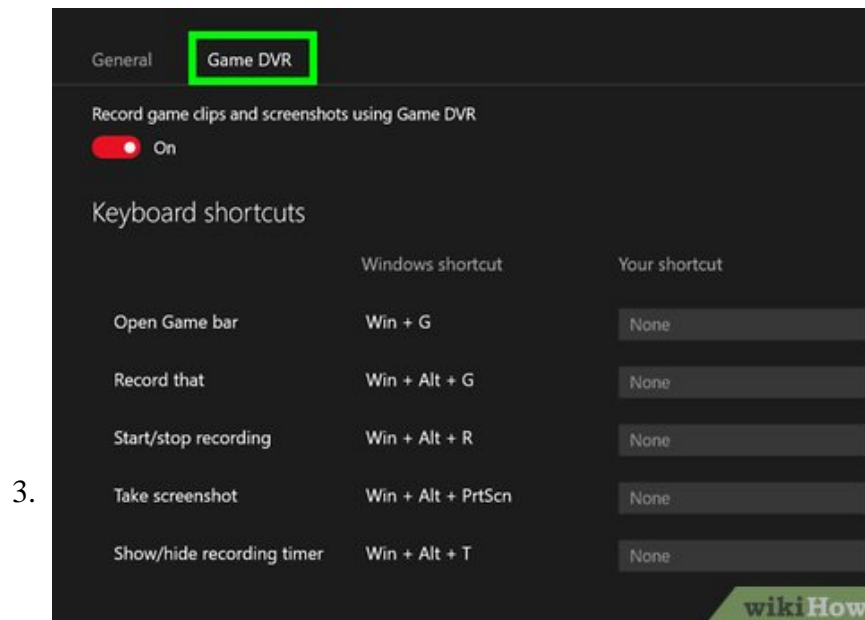 General Game DVR
Record game clips and screenshots using Game DVR
On
Keyboard shortcuts
Windows shortcut Your shortcut
Open Game bar Win + G None
Record that Win + Alt + G None
Start/stop recording Win + Alt + R None
3. Take screenshot Win + Alt + PrtScn None
Show/hide recording timer Win + Alt + T None
wikiHow